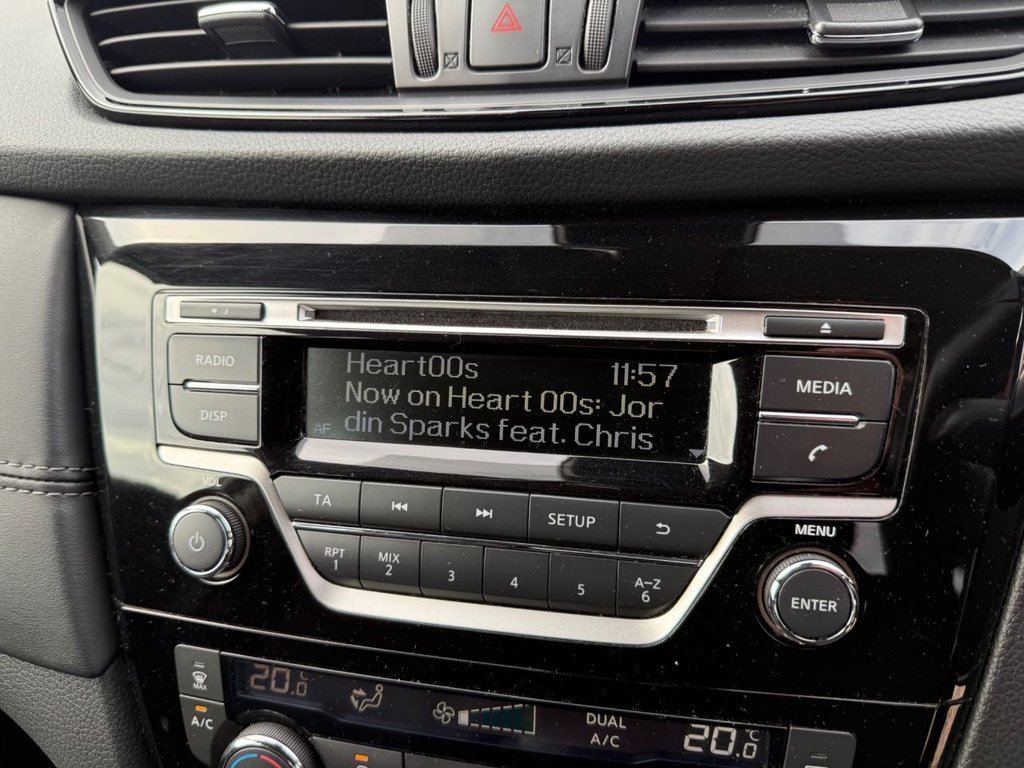 RADIO
DISP
Heart00s 11:57
Now on Heart 00s: Jor
din Sparks feat. Chris
AF
MEDIA
VOL
TA
SETUP
MENU
RPT
1
MIX
2
3
4
5
A–Z
6
ENTER
MAX
20.0
DUAL
A/C
20.0°C
A/C